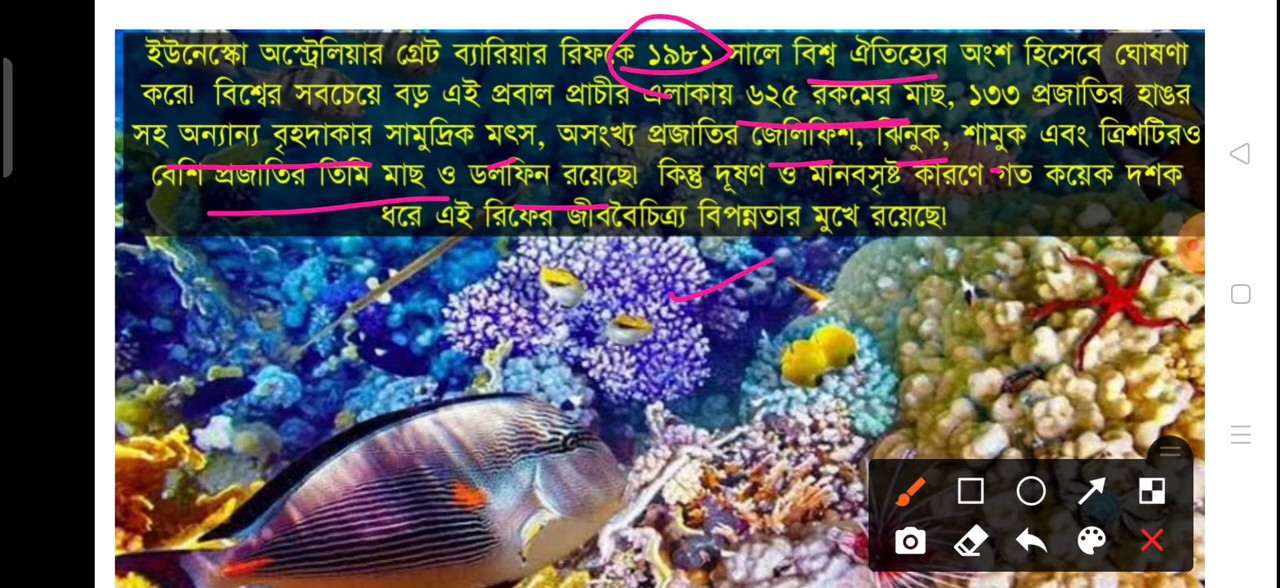 ইউনেস্কো অস্ট্রেলিয়ার গ্রেট ব্যারিয়ার রিফকে ১৯৮১ সালে বিশ্ব ঐতিহ্যের অংশ হিসেবে ঘোষণা
করে। বিশ্বের সবচেয়ে বড় এই প্রবাল প্রাচীর এলাকায় ৬২৫ রকমের মাছ, ১৩৩ প্রজাতির হাঙর
সহ অন্যান্য বৃহদাকার সামুদ্রিক মৎস, অসংখ্য প্রজাতির জেলিফিশ, ঝিনুক, শামুক এবং ত্রিশটিরও
বেশি প্রজাতির তিমি মাছ ও ডলফিন রয়েছে। কিন্তু দূষণ ও মানবসৃষ্ট কারণে গত কয়েক দশক
ধরে এই রিফের জীববৈচিত্র্য বিপন্নতার মুখে রয়েছে।